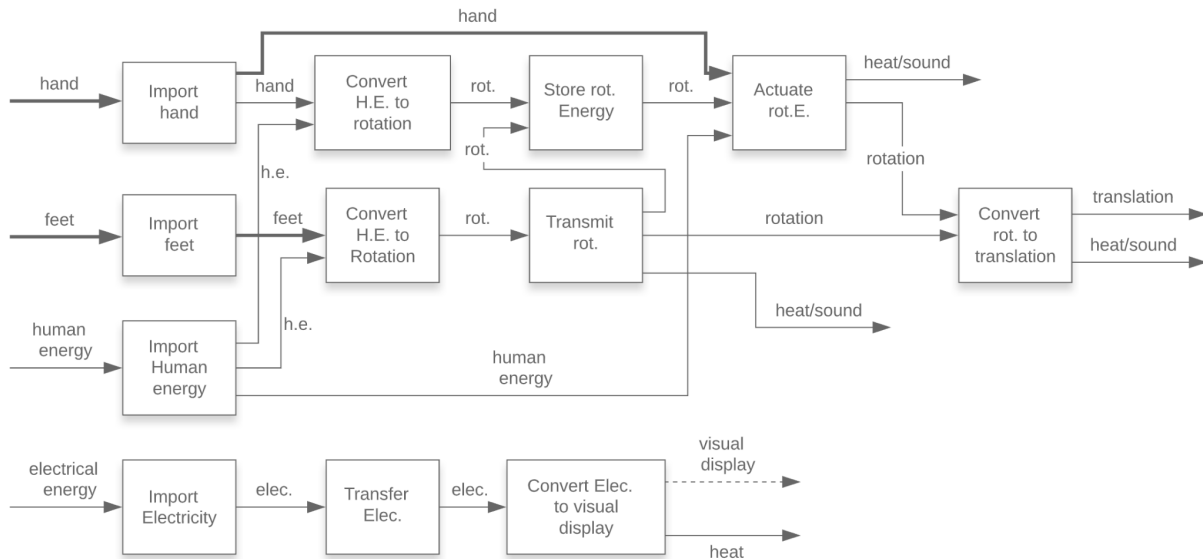 hand
hand
Import
hand
hand
Convert
H.E. to
rotation
rot.
Store rot.
Energy
rot.
Actuate
rot.E.
heat/sound
rot.
rotation
h.e.
feet
Import
feet
feet
Convert
H.E. to
Rotation
rot.
Transmit
rot.
rotation
Convert
rot. to
translation
translation
heat/sound
heat/sound
human
energy
Import
Human
energy
h.e.
human
energy
electrical
energy
Import
Electricity
elec.
Transfer
Elec.
elec.
Convert Elec.
to visual
display
visual
display
heat